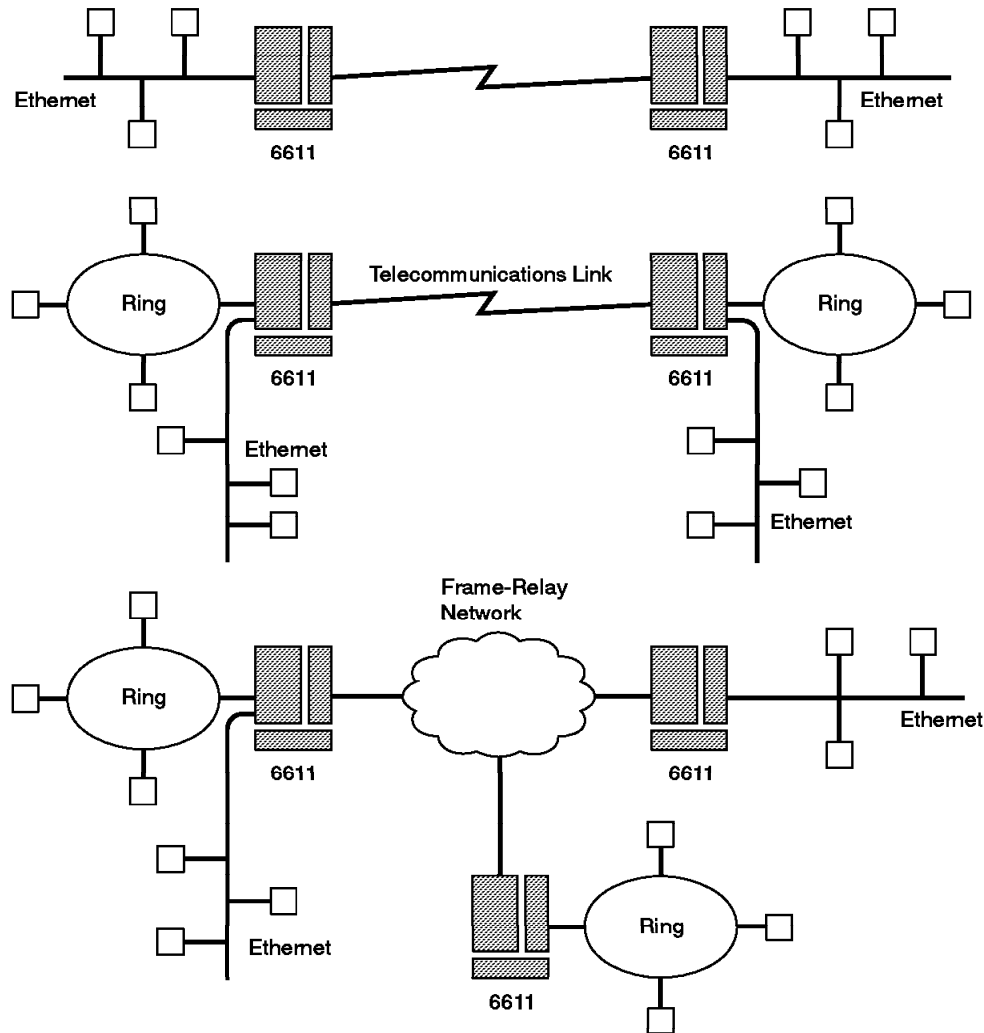 Ethernet
Ethernet
6611
6611
Telecommunications Link
Ring
Ring
6611
6611
Ethernet
Ethernet
Frame-Relay
Network
Ring
Ethernet
6611
6611
Ethernet
Ring
6611